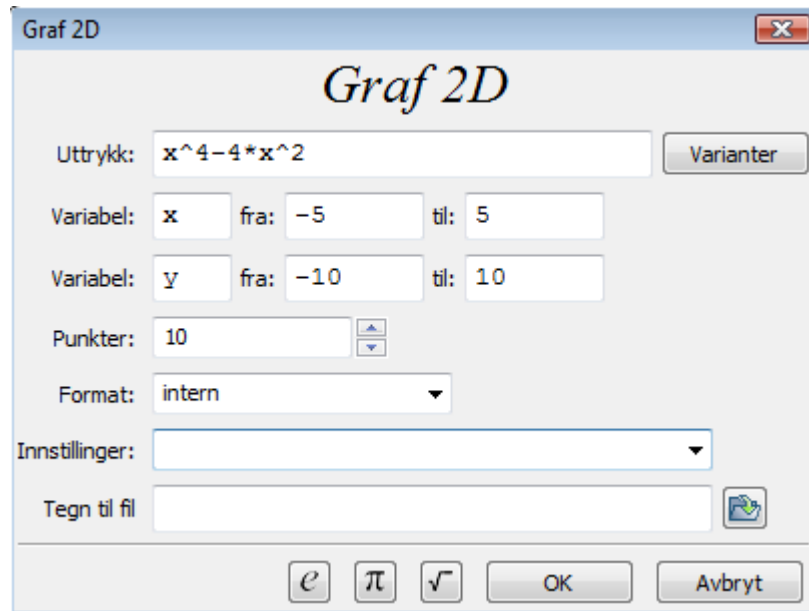 Graf 2D
Graf 2D
Uttrykk: x^4-4*x^2 Varianter
Variabel: x fra: -5 til: 5
Variabel: y fra: -10 til: 10
Punkter: 10
Format: intern
Innstillinger:
Tegn til fil
e π √ OK Avbryt